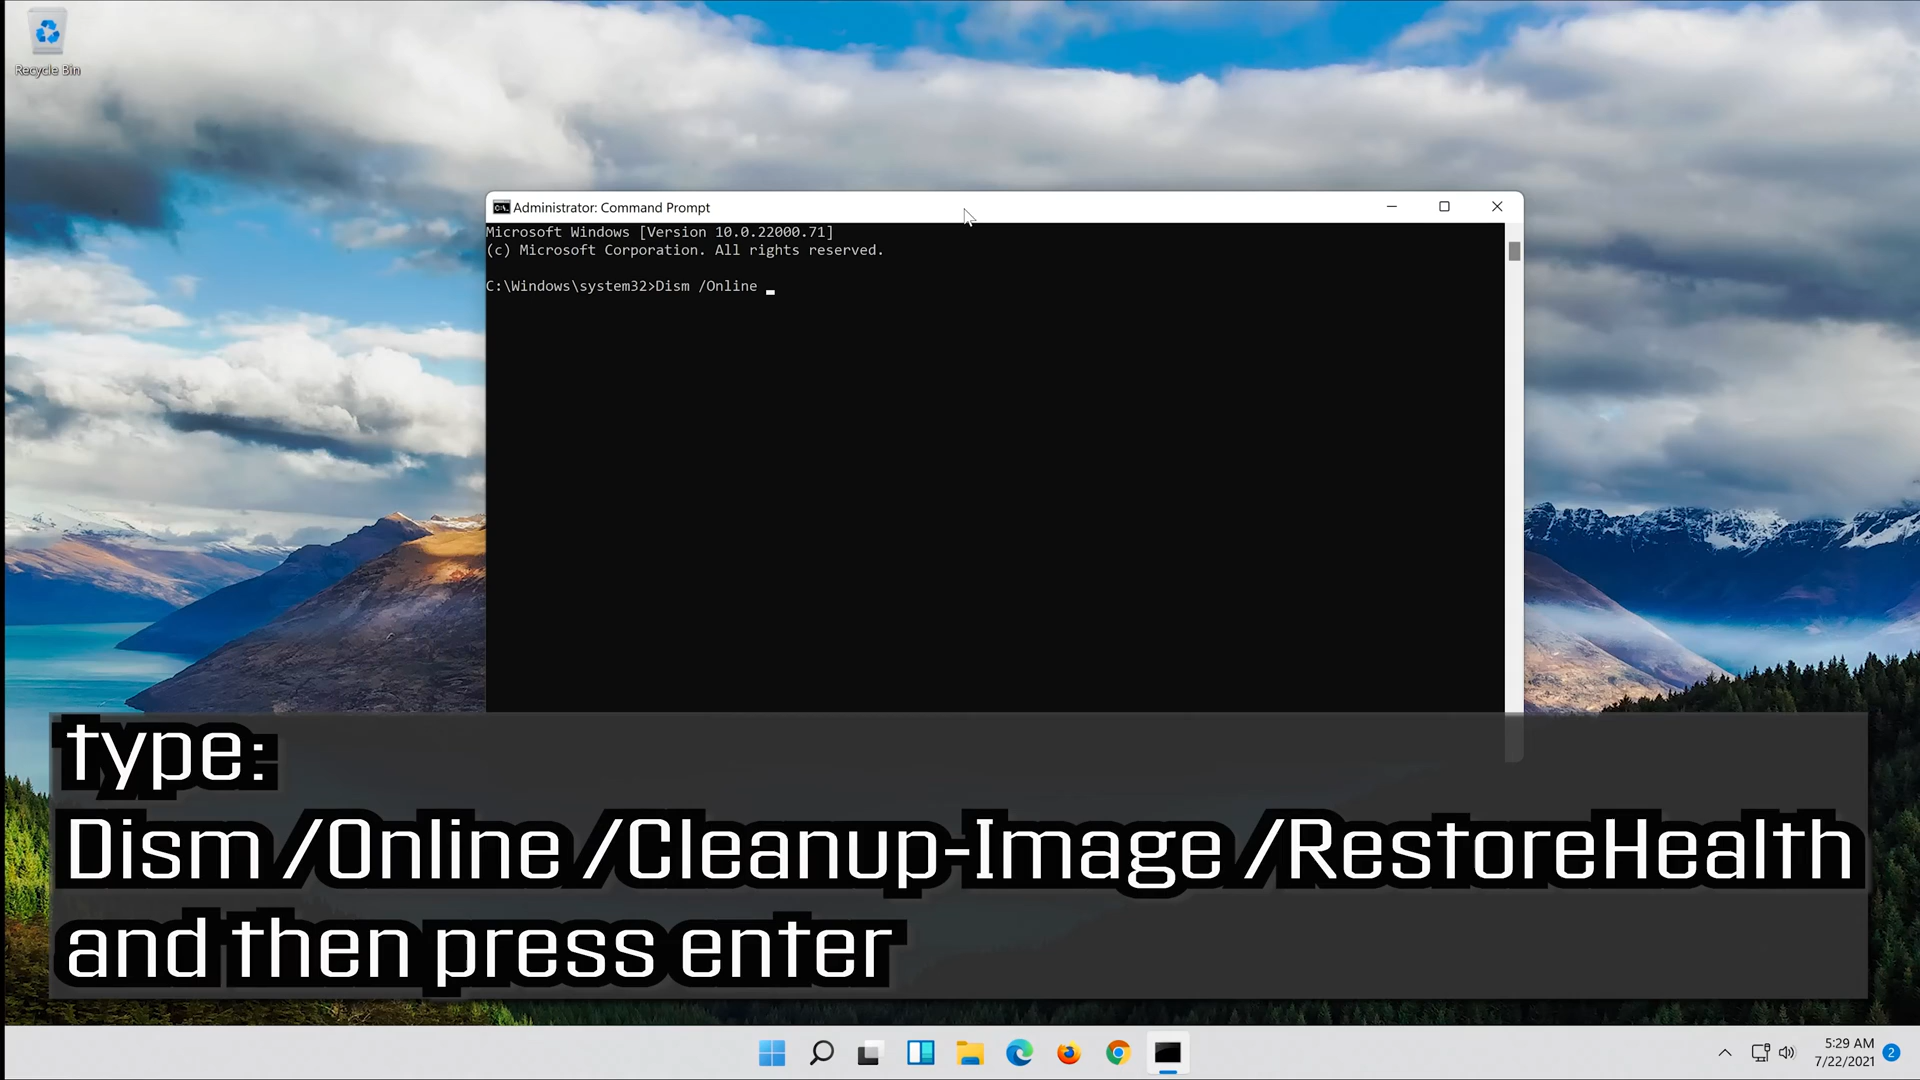 Recycle Bin
Administrator: Command Prompt
Microsoft Windows [Version 10.0.22000.71]
(c) Microsoft Corporation. All rights reserved.
C:\Windows\system32>Dism /Online _
type:
Dism /Online /Cleanup-Image /RestoreHealth
and then press enter
5:29 AM
7/22/2021
2